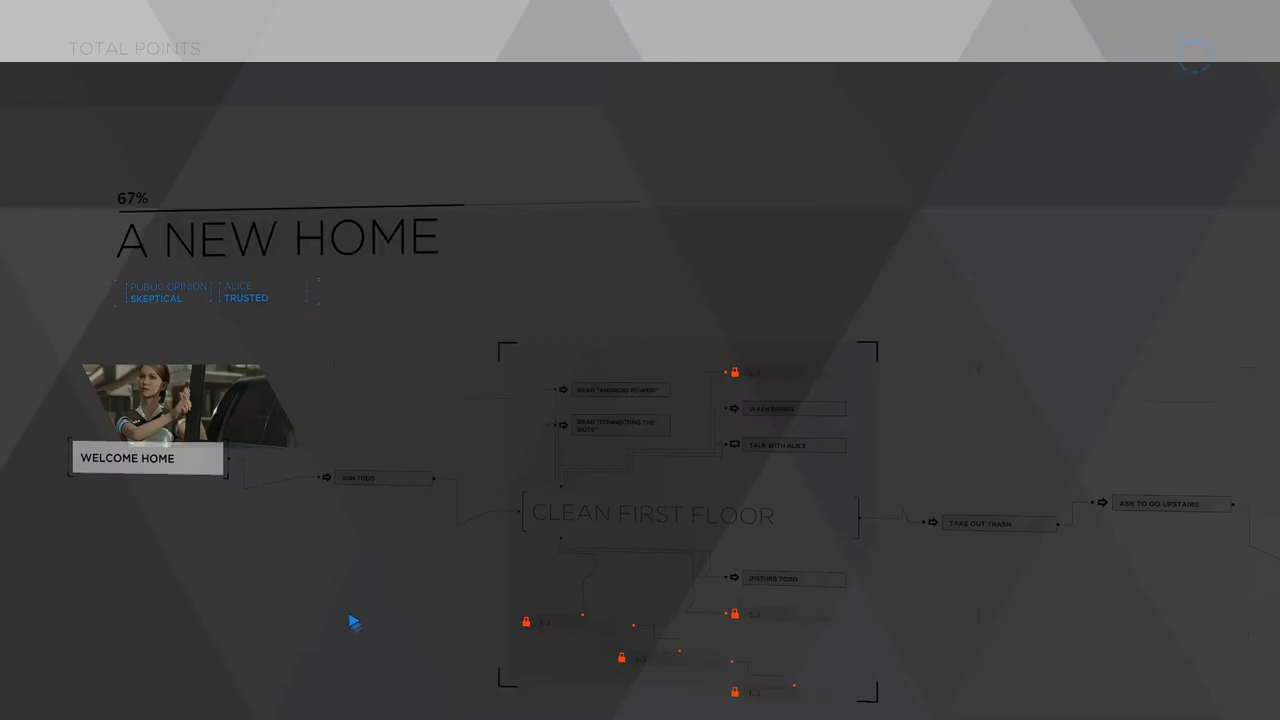 TOTAL POINTS
67%
A NEW HOME
PUBLIC OPINION
SKEPTICAL
ALICE
TRUSTED
WELCOME HOME
JOIN TODD
READ "ANDROID POWER!"
READ "CONNECTING THE
DOTS"
[...]
WASH DISHES
TALK WITH ALICE
CLEAN FIRST FLOOR
DISTURB TODD
[...]
[...]
[...]
[...]
TAKE OUT TRASH
ASK TO GO UPSTAIRS